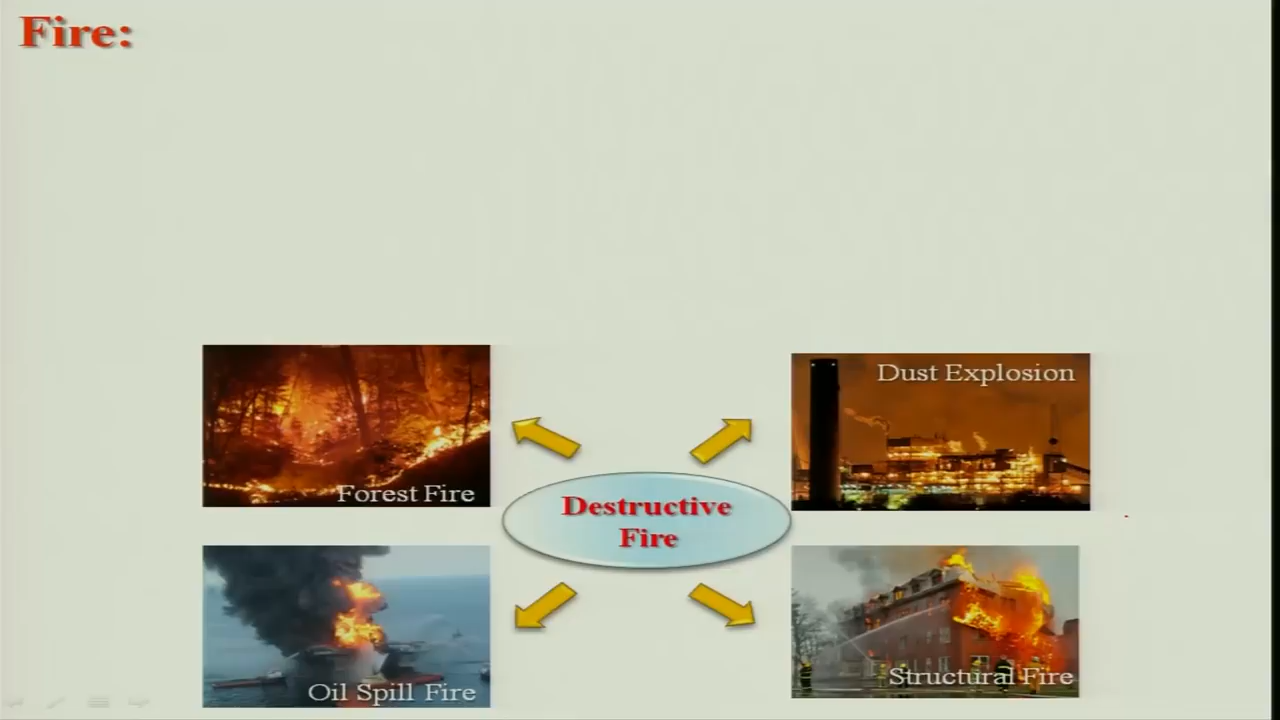 Fire:
Dust Explosion
Forest Fire
Destructive
Fire
Oil Spill Fire
Structural Fire